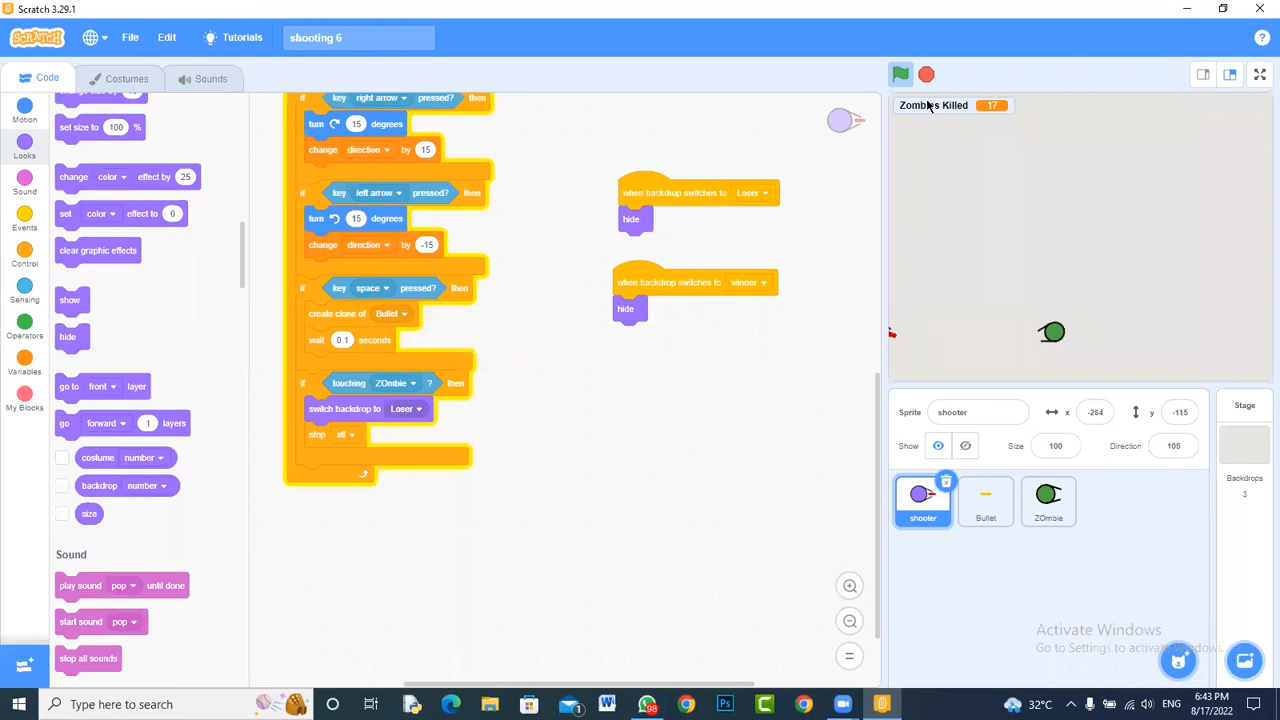 Scratch 3.29.1
SCRATCH File Edit Tutorials shooting 6
Code Costumes Sounds
Motion
Looks
Sound
Events
Control
Sensing
Operators
Variables
My Blocks
set size to 100 %
change color effect by 25
set color effect to 0
clear graphic effects
show
hide
go to front layer
go forward 1 layers
costume number
backdrop number
size
Sound
play sound pop until done
start sound pop
stop all sounds
if key right arrow pressed? then
turn 15 degrees
change direction by 15
if key left arrow pressed? then
turn 15 degrees
change direction by -15
if key space pressed? then
create clone of Bullet
wait 0.1 seconds
if touching ZOmbie ? then
switch backdrop to Loser
stop all
when backdrop switches to Loser
hide
when backdrop switches to winner
hide
Zombies Killed 17
Sprite shooter x -284 y -115
Show Size 100 Direction 105
shooter Bullet ZOmbie
Stage
Backdrops
3
Activate Windows
Go to Settings to activate Windows.
Type here to search
98
1
32°C ENG
6:43 PM
8/17/2022